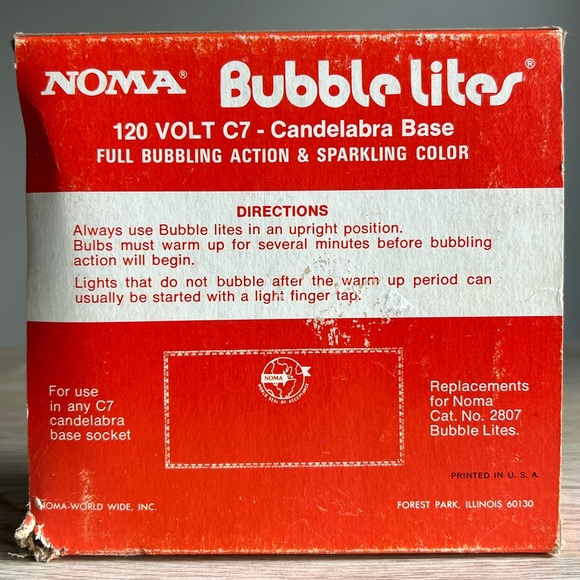 NOMA® Bubble Lites®
120 VOLT C7 - Candelabra Base
FULL BUBBLING ACTION & SPARKLING COLOR
DIRECTIONS
Always use Bubble lites in an upright position.
Bulbs must warm up for several minutes before bubbling
action will begin.
Lights that do not bubble after the warm up period can
usually be started with a light finger tap.
NOMA
For use
in any C7
candelabra
base socket
Replacements
for Noma
Cat. No. 2807
Bubble Lites.
PRINTED IN U. S. A.
NOMA-WORLD WIDE, INC.
FOREST PARK, ILLINOIS 60130